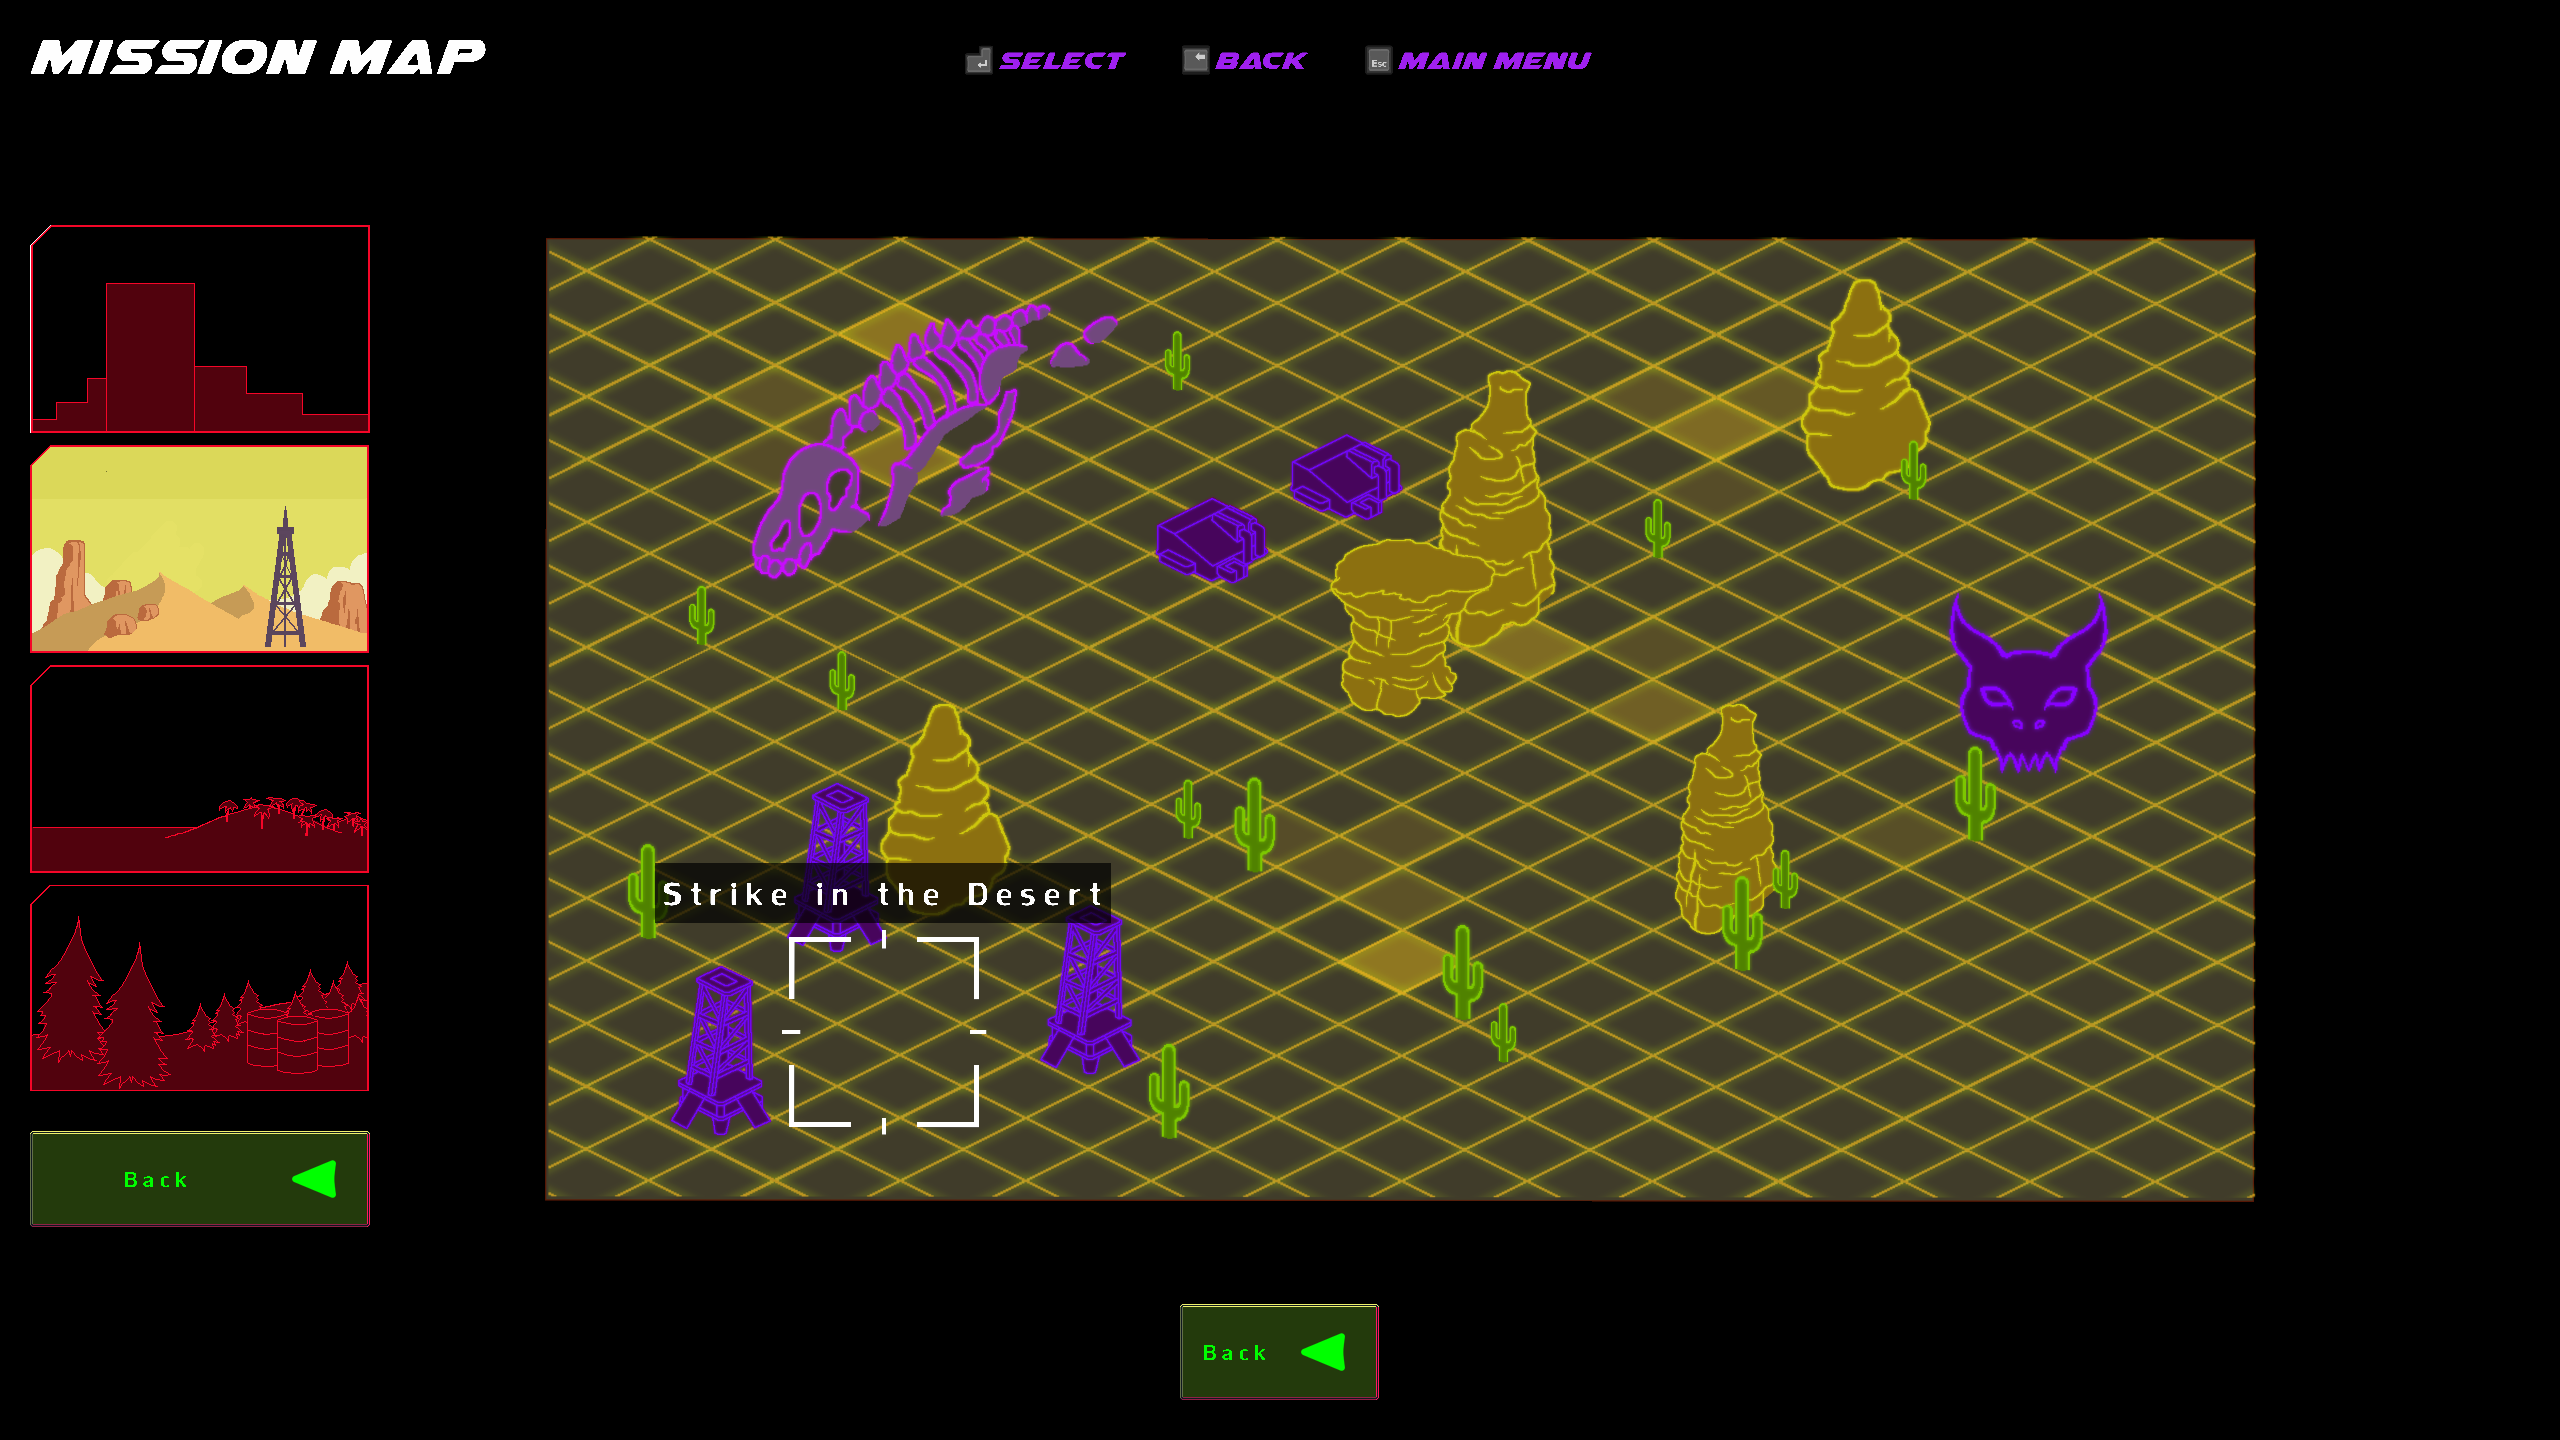 MISSION MAP
SELECT
BACK
Esc MAIN MENU
Strike in the Desert
Back
Back